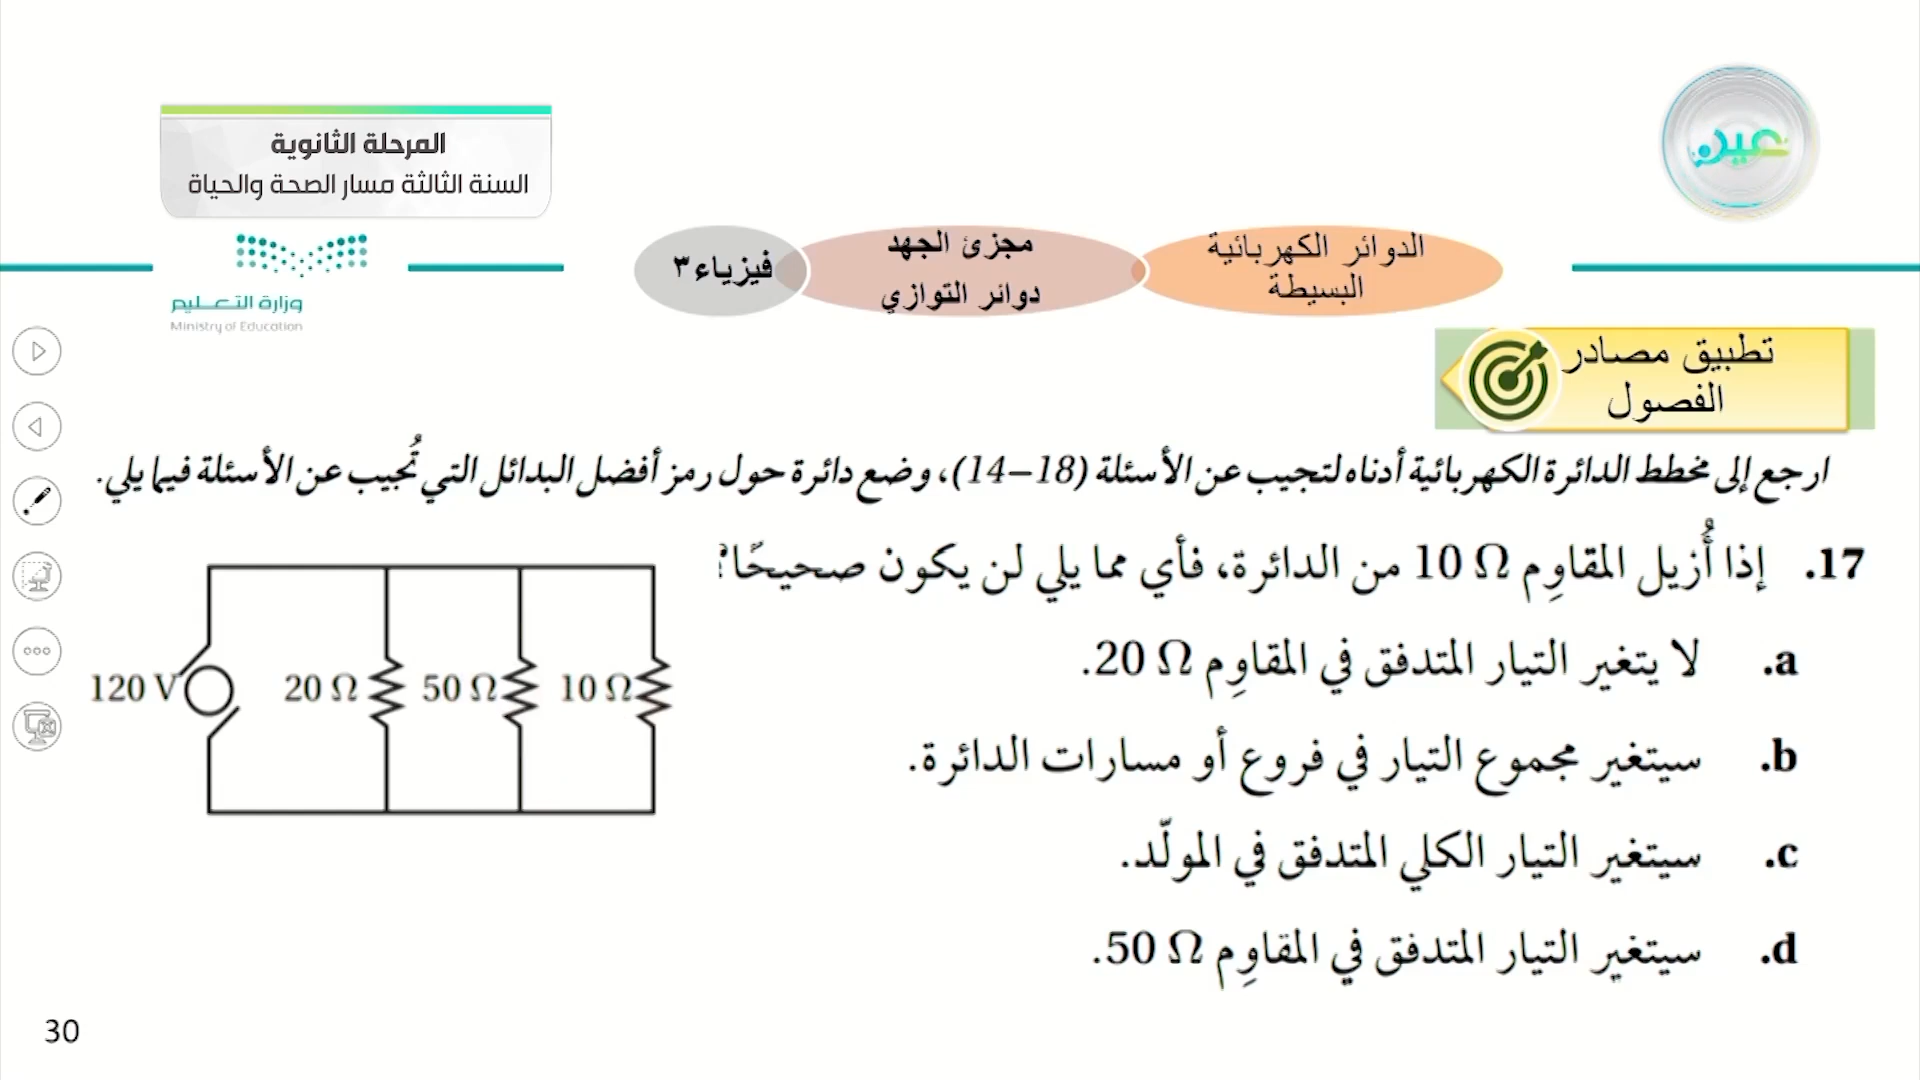 المرحلة الثانوية
السنة الثالثة مسار الصحة والحياة
عين
وزارة التعليم
Ministry of Education
الدوائر الكهربائية
البسيطة
مجزئ الجهد
دوائر التوازي
فيزياء ٣
تطبيق مصادر
الفصول
ارجع إلى مخطط الدائرة الكهربائية أدناه لتجيب عن الأسئلة (18–14)، وضع دائرة حول رمز أفضل البدائل التي تُجيب عن الأسئلة فيما يلي.
17. إذا أُزيل المقاوِم 10 Ω من الدائرة، فأي مما يلي لن يكون صحيحًا؟
a. لا يتغير التيار المتدفق في المقاوِم 20 Ω.
b. سيتغير مجموع التيار في فروع أو مسارات الدائرة.
c. سيتغير التيار الكلي المتدفق في المولّد.
d. سيتغير التيار المتدفق في المقاوِم 50 Ω.
120 V 20 Ω 50 Ω 10 Ω
30